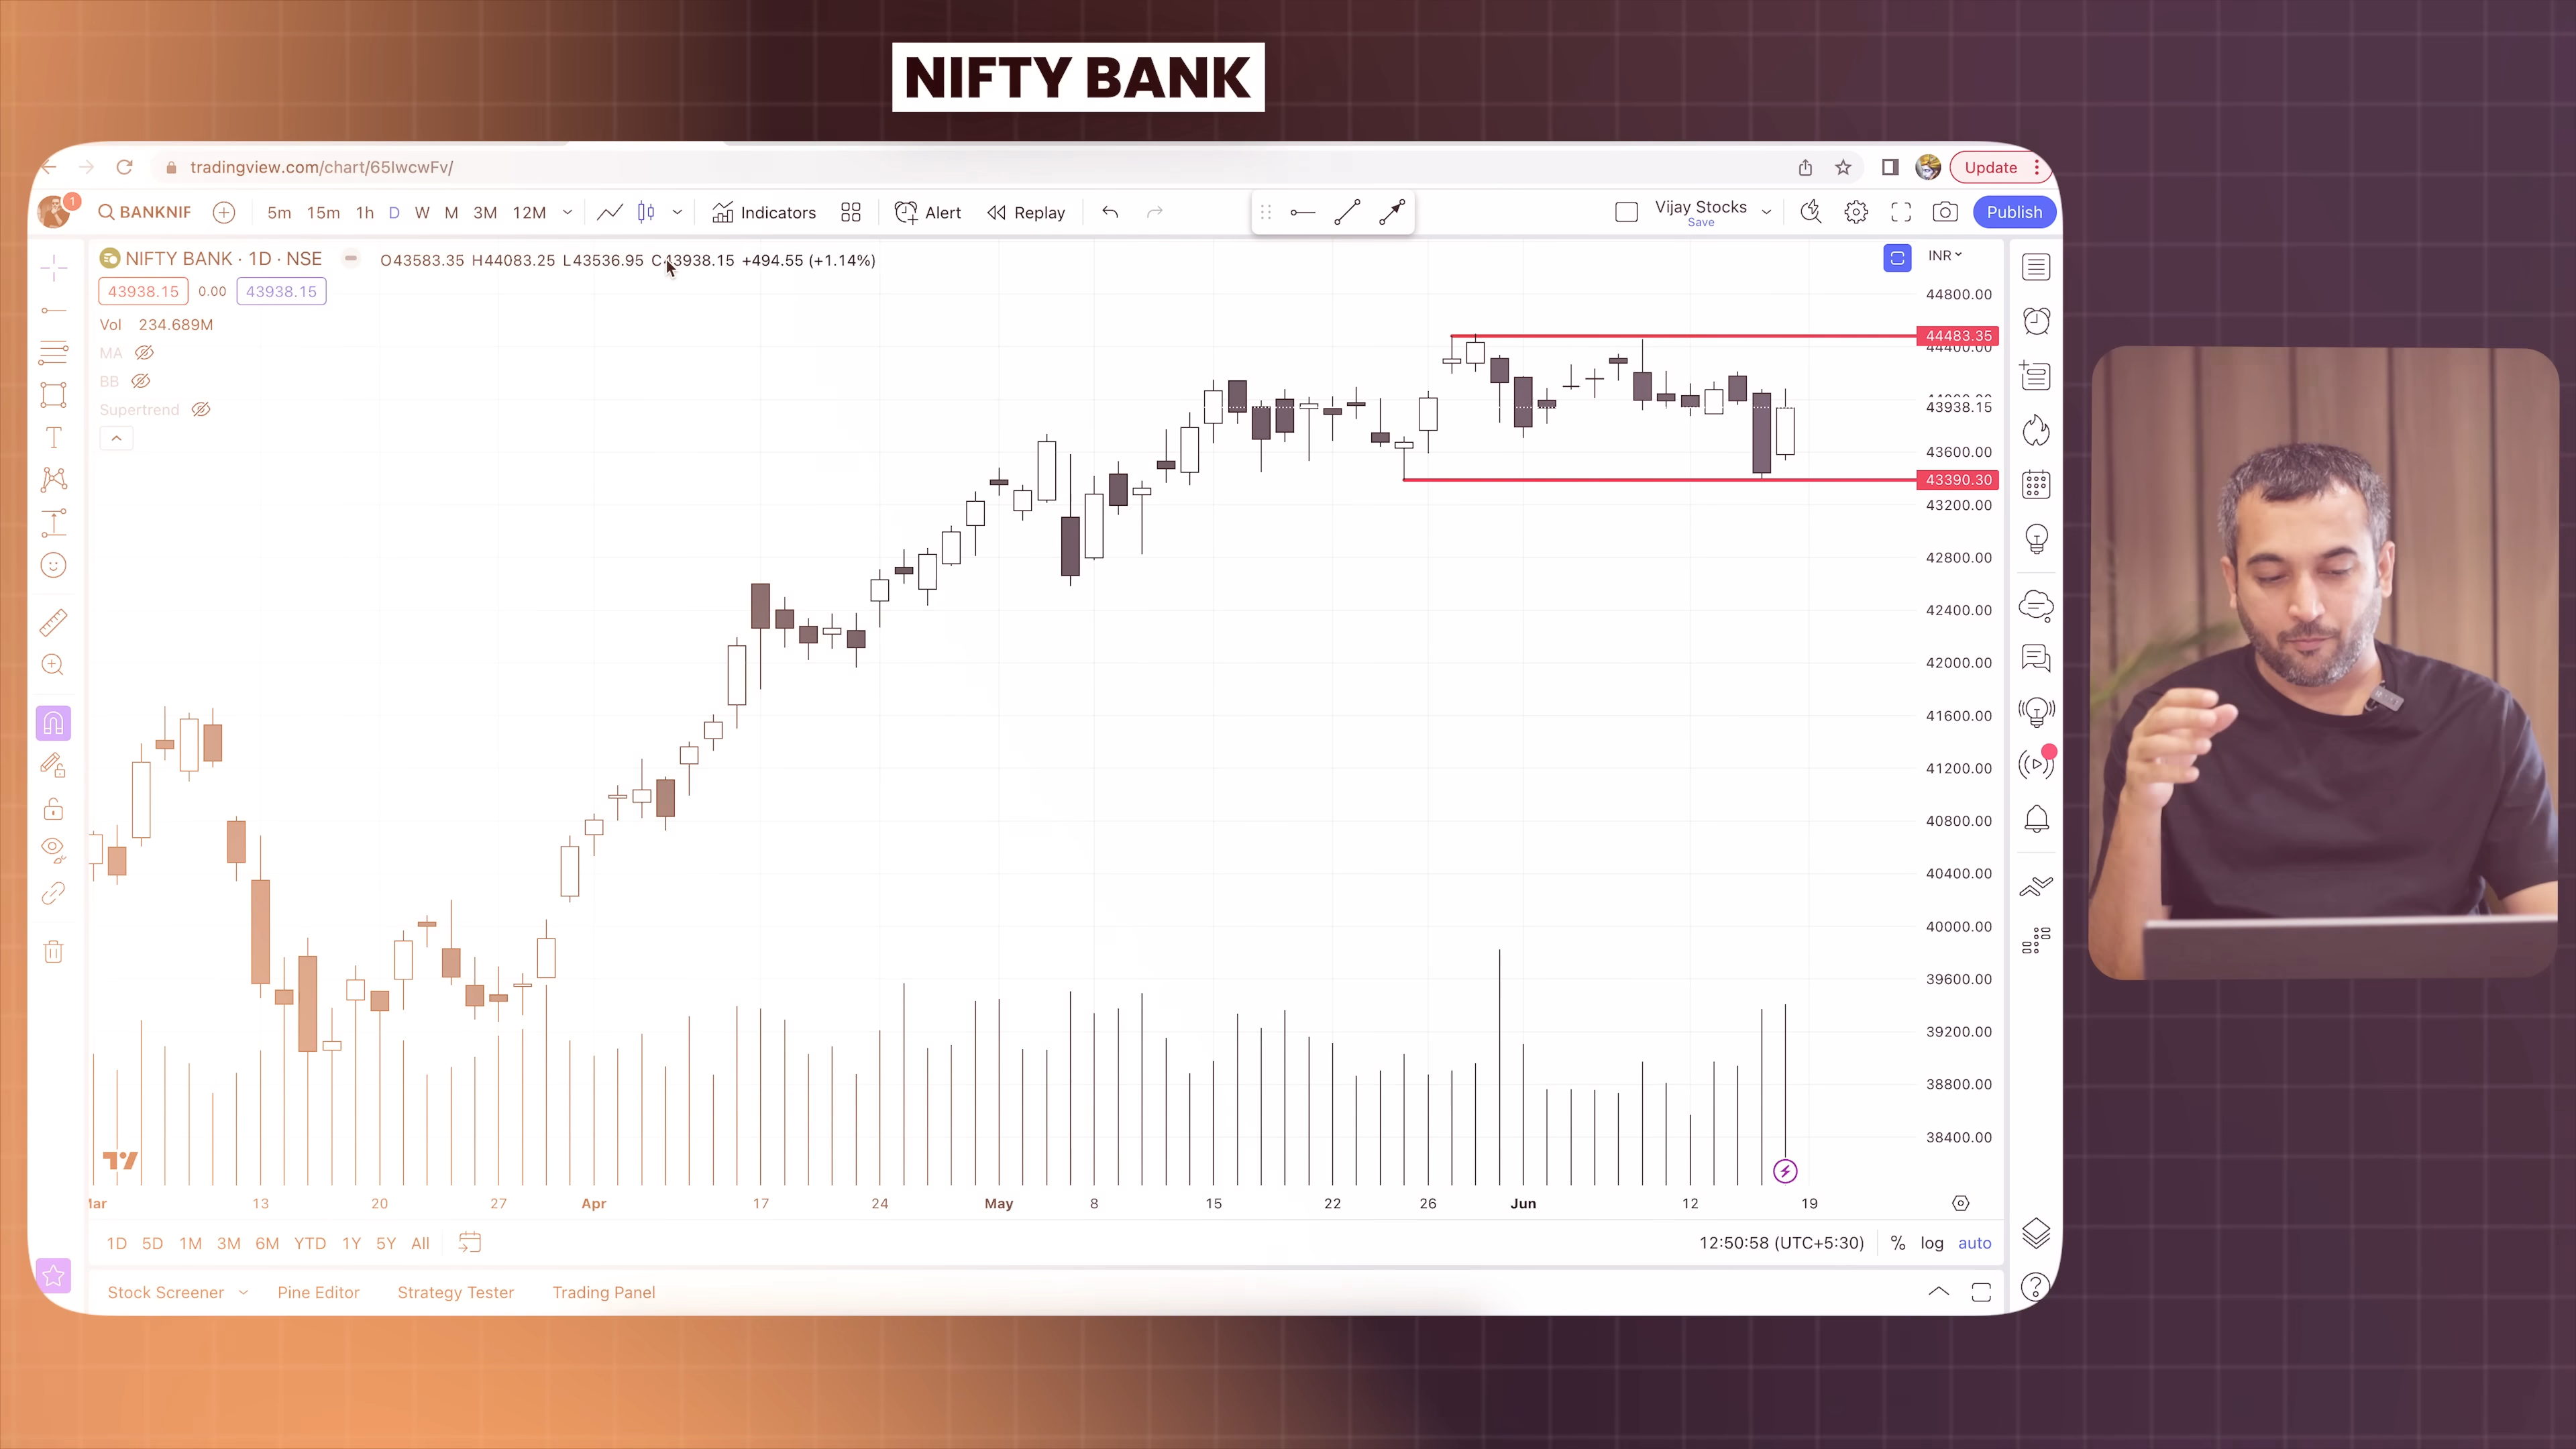 NIFTY BANK
tradingview.com/chart/65IwcwFv/
Update
1
BANKNIF
5m 15m 1h D W M 3M 12M
Indicators
Alert
Replay
Vijay Stocks
Save
Publish
NIFTY BANK · 1D · NSE
O43583.35 H44083.25 L43536.95 C43938.15 +494.55 (+1.14%)
INR
43938.15 0.00 43938.15
Vol 234.689M
MA
BB
Supertrend
44800.00
44483.35
44400.00
43938.15
43600.00
43390.30
43200.00
42800.00
42400.00
42000.00
41600.00
41200.00
40800.00
40400.00
40000.00
39600.00
39200.00
38800.00
38400.00
13 20 27 Apr 17 24 May 8 15 22 26 Jun 12 19
1D 5D 1M 3M 6M YTD 1Y 5Y All
12:50:58 (UTC+5:30) % log auto
Stock Screener Pine Editor Strategy Tester Trading Panel